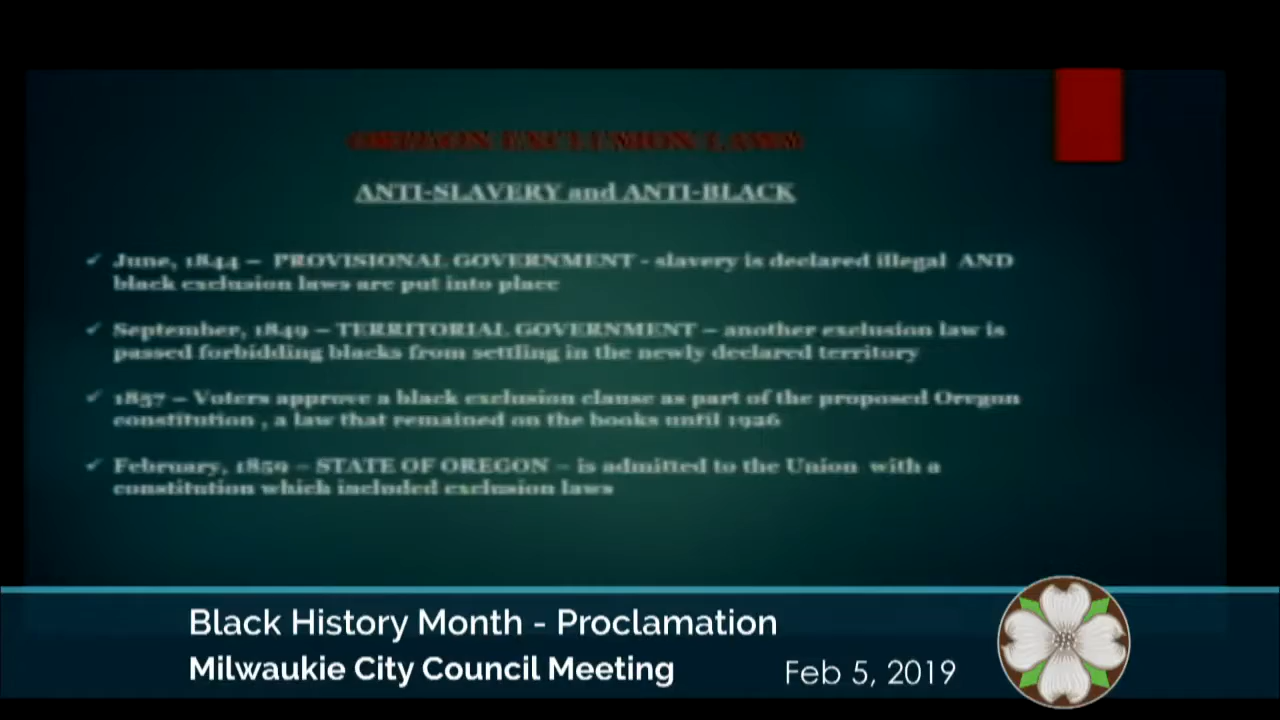 OREGON EXCLUSION LAWS
ANTI-SLAVERY and ANTI-BLACK
June, 1844 – PROVISIONAL GOVERNMENT - slavery is declared illegal AND
black exclusion laws are put into place
September, 1849 – TERRITORIAL GOVERNMENT – another exclusion law is
passed forbidding blacks from settling in the newly declared territory
1857 – Voters approve a black exclusion clause as part of the proposed Oregon
constitution , a law that remained on the books until 1926
February, 1859 – STATE OF OREGON – is admitted to the Union with a
constitution which included exclusion laws
Black History Month - Proclamation
Milwaukie City Council Meeting
Feb 5, 2019